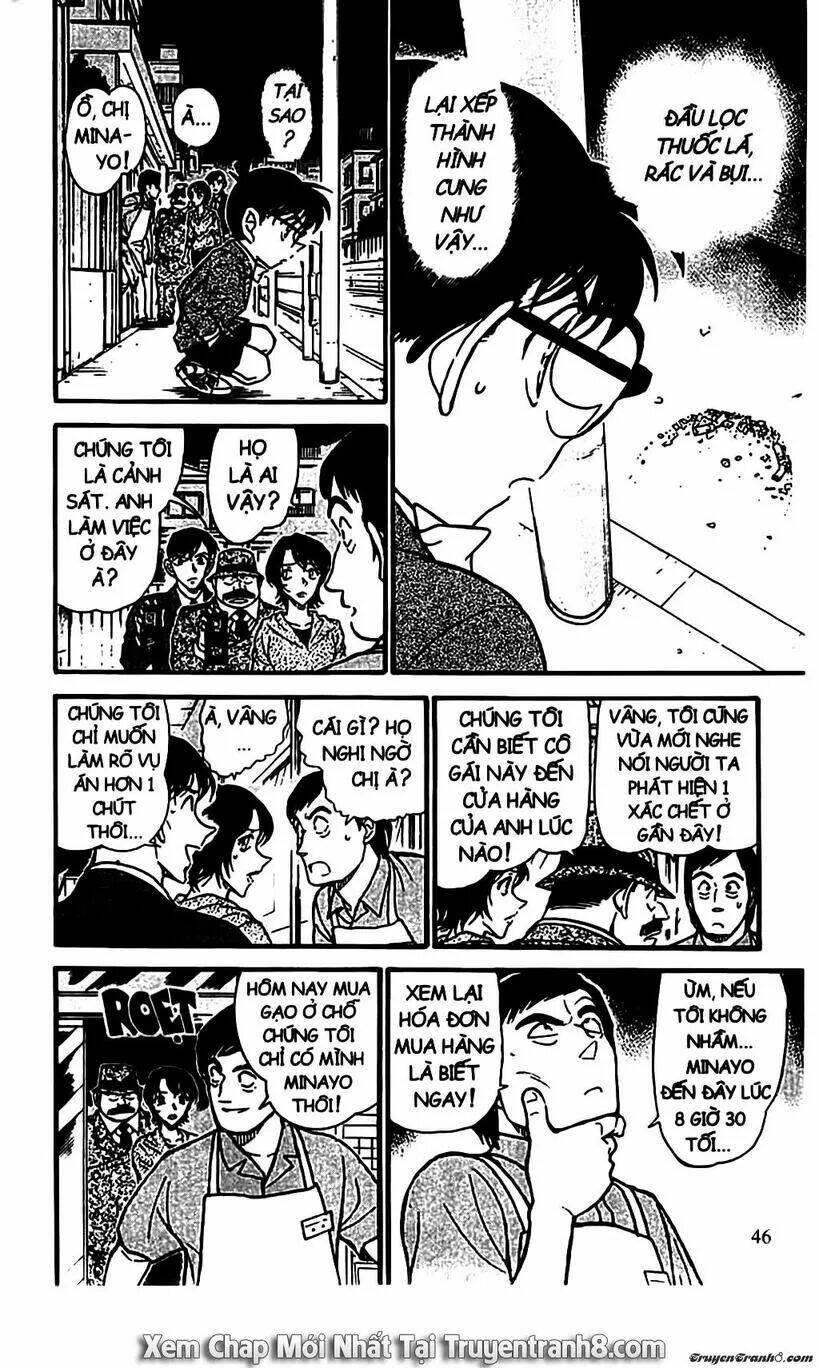 ĐẦU LỌC
THUỐC LÁ,
RÁC VÀ BỤI...
LẠI XẾP
THÀNH
HÌNH
CUNG
NHƯ
VẬY...
TẠI
SAO
?
À...
Ồ, CHỊ
MINA-
YO!
HỌ
LÀ AI
VẬY?
CHÚNG TÔI
LÀ CẢNH
SÁT. ANH
LÀM VIỆC
Ở ĐÂY
À?
VÂNG, TÔI CŨNG
VỪA MỚI NGHE
NÓI NGƯỜI TA
PHÁT HIỆN 1
XÁC CHẾT Ở
GẦN ĐÂY!
CHÚNG TÔI
CẦN BIẾT CÔ
GÁI NÀY ĐẾN
CỬA HÀNG
CỦA ANH LÚC
NÀO!
CÁI GÌ? HỌ
NGHI NGỜ
CHỊ À?
À, VÂNG
...
CHÚNG TÔI
CHỈ MUỐN
LÀM RÕ VỤ
ÁN HƠN 1
CHÚT
THÔI...
ỪM, NẾU
TÔI KHÔNG
NHẦM...
MINAYO
ĐẾN ĐÂY LÚC
8 GIỜ 30
TỐI...
XEM LẠI
HÓA ĐƠN
MUA HÀNG
LÀ BIẾT
NGAY!
HÔM NAY MUA
GẠO Ở CHỖ
CHÚNG TÔI
CHỈ CÓ MÌNH
MINAYO
THÔI!
ROẸT
46
Xem Chap Mới Nhất Tại Truyentranh8.com
TruyenTranh8.com